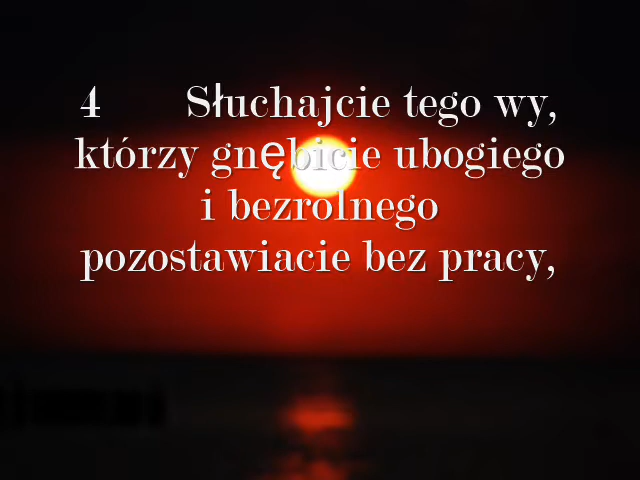 4 Słuchajcie tego wy,
którzy gnębicie ubogiego
i bezrolnego
pozostawiacie bez pracy,